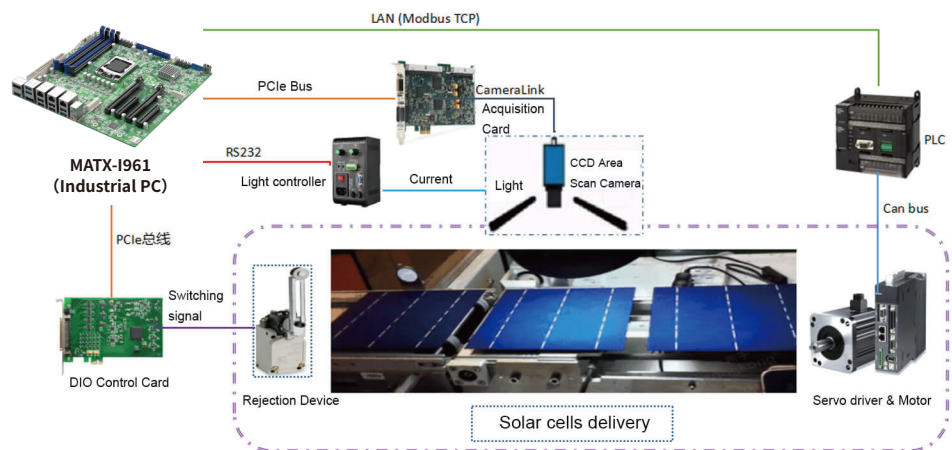 LAN (Modbus TCP)
PCIe Bus
CameraLink
Acquisition
Card
PLC
MATX-I961
（Industrial PC）
RS232
Light controller
Current
Light
CCD Area
Scan Camera
Can bus
PCIe总线
Switching
signal
DIO Control Card
Rejection Device
Servo driver & Motor
Solar cells delivery